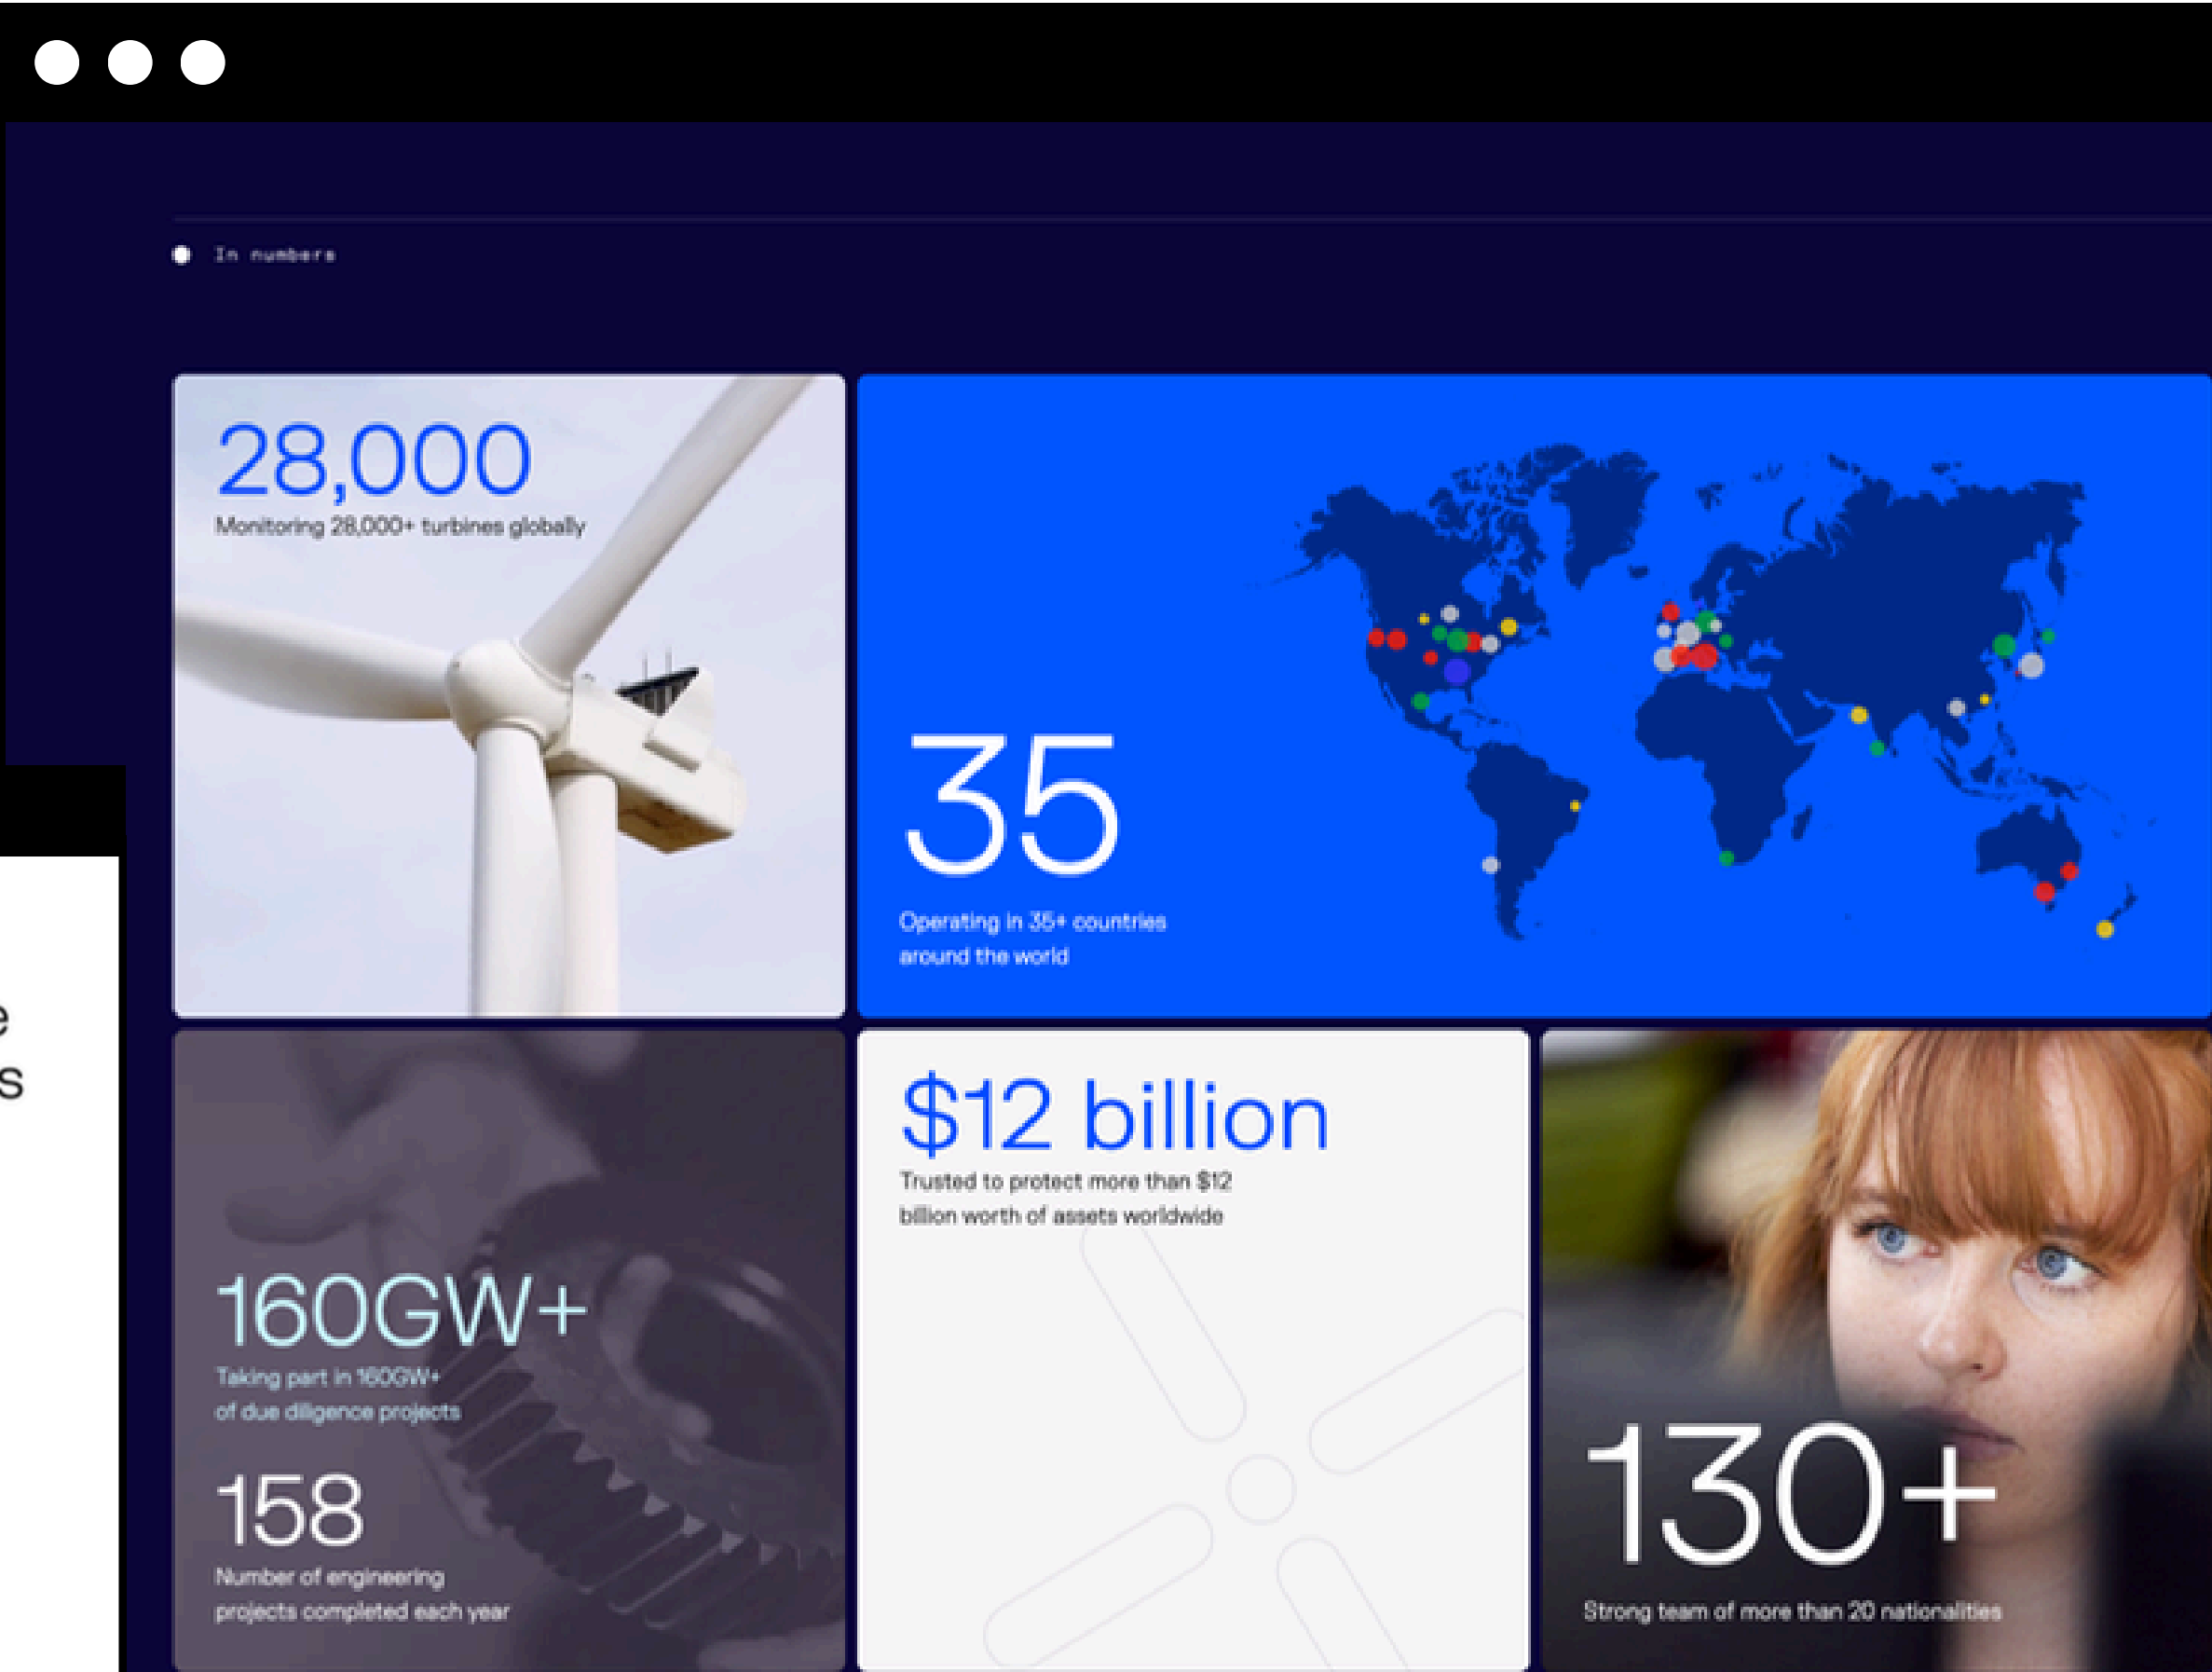 In numbers
28,000
Monitoring 28,000+ turbines globally
35
Operating in 35+ countries
around the world
e
s
160GW+
Taking part in 160GW+
of due diligence projects
158
Number of engineering
projects completed each year
$12 billion
Trusted to protect more than $12
billion worth of assets worldwide
130+
Strong team of more than 20 nationalities